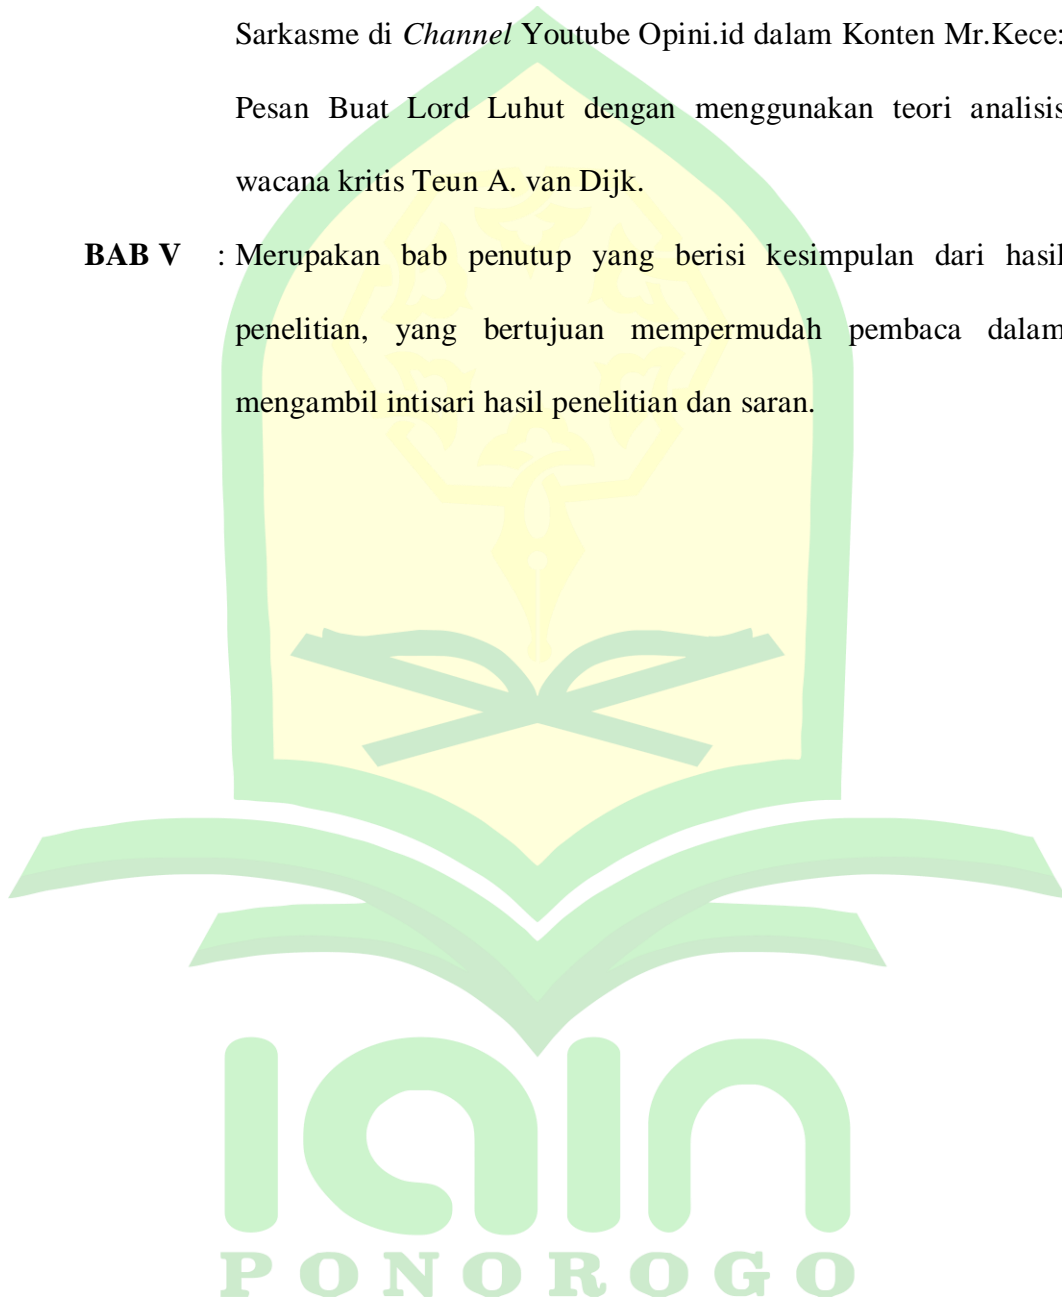 Sarkasme di Channel Youtube Opini.id dalam Konten Mr.Kece:
Pesan Buat Lord Luhut dengan menggunakan teori analisis
wacana kritis Teun A. van Dijk.
BAB V : Merupakan bab penutup yang berisi kesimpulan dari hasil
penelitian, yang bertujuan mempermudah pembaca dalam
mengambil intisari hasil penelitian dan saran.
IAIN
PONOROGO